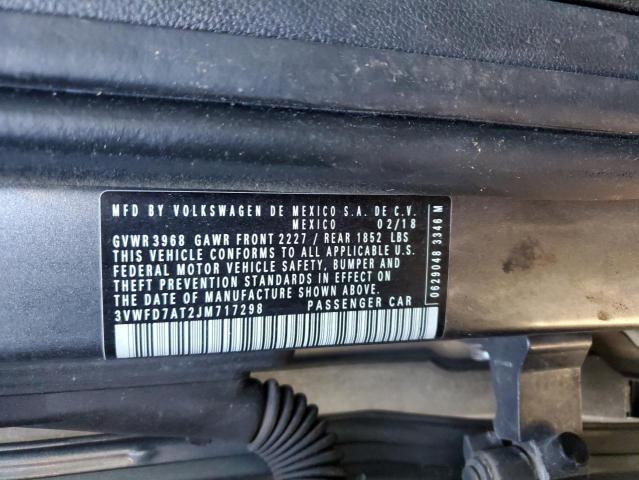 MFD BY VOLKSWAGEN DE MEXICO S.A. DE C.V.
MEXICO 02/18
GVWR 3968 GAWR FRONT 2227 / REAR 1852 LBS
THIS VEHICLE CONFORMS TO ALL APPLICABLE U.S.
FEDERAL MOTOR VEHICLE SAFETY, BUMPER AND
THEFT PREVENTION STANDARDS IN EFFECT ON
THE DATE OF MANUFACTURE SHOWN ABOVE.
3VWFD7AT2JM717298 PASSENGER CAR
0629048 3346 M